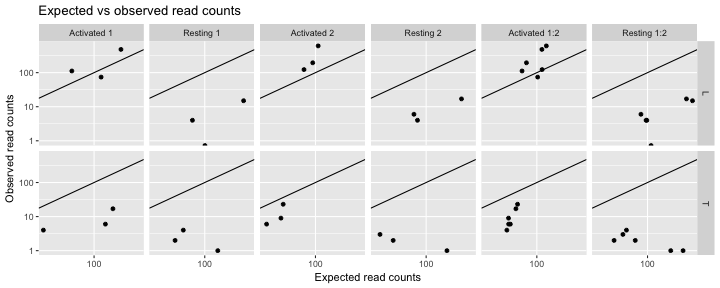 Expected vs observed read counts
Activated 1
Resting 1
Activated 2
Resting 2
Activated 1:2
Resting 1:2
Observed read counts
100
10
1
L
100
10
1
T
100
100
100
100
100
100
Expected read counts